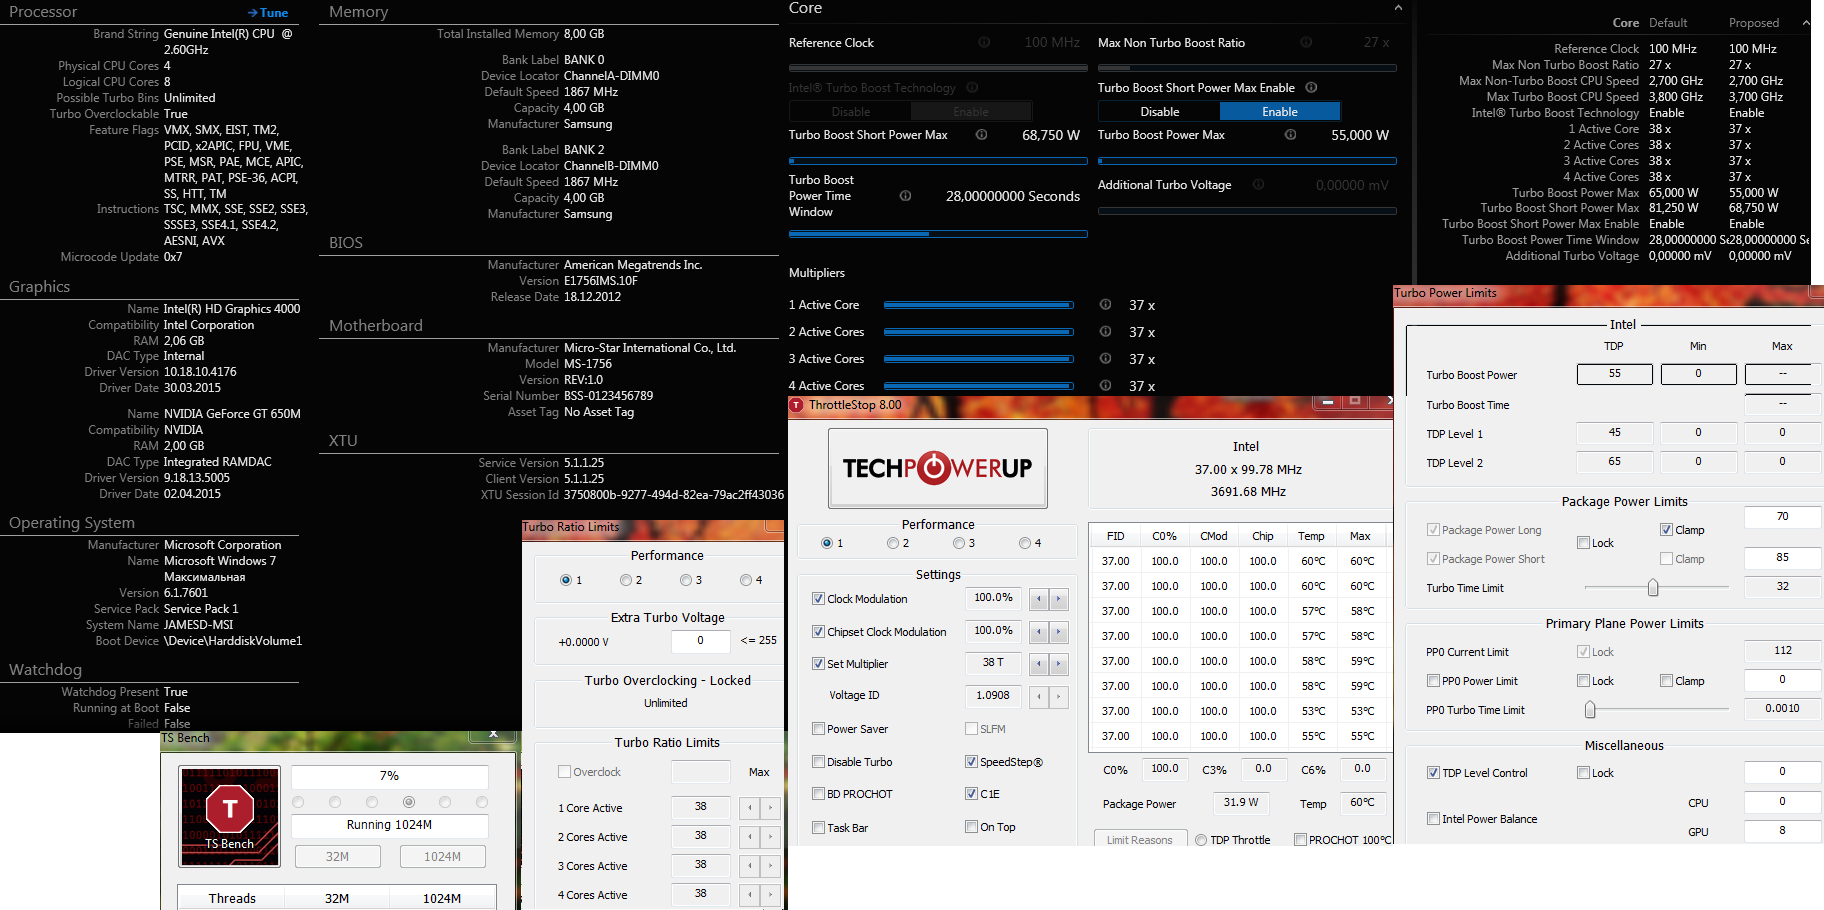 Processor
➔Tune
Brand String Genuine Intel(R) CPU @
2.60GHz
Physical CPU Cores 4
Logical CPU Cores 8
Possible Turbo Bins Unlimited
Turbo Overclockable True
Feature Flags VMX, SMX, EIST, TM2,
PCID, x2APIC, FPU, VME,
PSE, MSR, PAE, MCE, APIC,
MTRR, PAT, PSE-36, ACPI,
SS, HTT, TM
Instructions TSC, MMX, SSE, SSE2, SSE3,
SSSE3, SSE4.1, SSE4.2,
AESNI, AVX
Microcode Update 0x7
Graphics
Name Intel(R) HD Graphics 4000
Compatibility Intel Corporation
RAM 2,06 GB
DAC Type Internal
Driver Version 10.18.10.4176
Driver Date 30.03.2015
Name NVIDIA GeForce GT 650M
Compatibility NVIDIA
RAM 2,00 GB
DAC Type Integrated RAMDAC
Driver Version 9.18.13.5005
Driver Date 02.04.2015
Operating System
Manufacturer Microsoft Corporation
Name Microsoft Windows 7
Максимальная
Version 6.1.7601
Service Pack Service Pack 1
System Name JAMESD-MSI
Boot Device \Device\HarddiskVolume1
Watchdog
Watchdog Present True
Running at Boot False
Failed False
Memory
Total Installed Memory 8,00 GB
Bank Label BANK 0
Device Locator ChannelA-DIMM0
Default Speed 1867 MHz
Capacity 4,00 GB
Manufacturer Samsung
Bank Label BANK 2
Device Locator ChannelB-DIMM0
Default Speed 1867 MHz
Capacity 4,00 GB
Manufacturer Samsung
BIOS
Manufacturer American Megatrends Inc.
Version E1756IMS.10F
Release Date 18.12.2012
Motherboard
Manufacturer Micro-Star International Co., Ltd.
Model MS-1756
Version REV:1.0
Serial Number BSS-0123456789
Asset Tag No Asset Tag
XTU
Service Version 5.1.1.25
Client Version 5.1.1.25
XTU Session Id 3750800b-9277-494d-82ea-79ac2ff43036
Core
Reference Clock 100 MHz
Max Non Turbo Boost Ratio 27 x
Intel® Turbo Boost Technology
Disable Enable
Turbo Boost Short Power Max Enable
Disable Enable
Turbo Boost Short Power Max 68,750 W
Turbo Boost Power Max 55,000 W
Turbo Boost
Power Time
Window
28,00000000 Seconds
Additional Turbo Voltage 0,00000 mV
Multipliers
1 Active Core 37 x
2 Active Cores 37 x
3 Active Cores 37 x
4 Active Cores 37 x
Core Default Proposed
Reference Clock 100 MHz 100 MHz
Max Non Turbo Boost Ratio 27 x 27 x
Max Non-Turbo Boost CPU Speed 2,700 GHz 2,700 GHz
Max Turbo Boost CPU Speed 3,800 GHz 3,700 GHz
Intel® Turbo Boost Technology Enable Enable
1 Active Core 38 x 37 x
2 Active Cores 38 x 37 x
3 Active Cores 38 x 37 x
4 Active Cores 38 x 37 x
Turbo Boost Power Max 65,000 W 55,000 W
Turbo Boost Short Power Max 81,250 W 68,750 W
Turbo Boost Short Power Max Enable Enable Enable
Turbo Boost Power Time Window 28,00000000 Se 28,00000000 Se
Additional Turbo Voltage 0,00000 mV 0,00000 mV
Turbo Power Limits
Intel
TDP Min Max
Turbo Boost Power 55 0 --
Turbo Boost Time --
TDP Level 1 45 0 0
TDP Level 2 65 0 0
Package Power Limits
Package Power Long Clamp 70
Lock
Package Power Short Clamp 85
Turbo Time Limit 32
Primary Plane Power Limits
PP0 Current Limit Lock 112
PP0 Power Limit Lock Clamp 0
PP0 Turbo Time Limit 0.0010
Miscellaneous
TDP Level Control Lock 0
CPU 0
Intel Power Balance
GPU 8
ThrottleStop 8.00
TECHPOWERUP
Intel
37.00 x 99.78 MHz
3691.68 MHz
Performance
1 2 3 4
Settings
Clock Modulation 100.0%
Chipset Clock Modulation 100.0%
Set Multiplier 38 T
Voltage ID 1.0908
Power Saver SLFM
Disable Turbo SpeedStep®
BD PROCHOT C1E
Task Bar On Top
FID C0% CMod Chip Temp Max
37.00 100.0 100.0 100.0 60°C 60°C
37.00 100.0 100.0 100.0 60°C 60°C
37.00 100.0 100.0 100.0 57°C 58°C
37.00 100.0 100.0 100.0 57°C 58°C
37.00 100.0 100.0 100.0 58°C 59°C
37.00 100.0 100.0 100.0 58°C 59°C
37.00 100.0 100.0 100.0 53°C 53°C
37.00 100.0 100.0 100.0 55°C 55°C
C0% 100.0 C3% 0.0 C6% 0.0
Package Power 31.9 W Temp 60°C
Limit Reasons TDP Throttle PROCHOT 100°C
Turbo Ratio Limits
Performance
1 2 3 4
Extra Turbo Voltage
+0.0000 V 0 <= 255
Turbo Overclocking - Locked
Unlimited
Turbo Ratio Limits
Overclock Max
1 Core Active 38
2 Cores Active 38
3 Cores Active 38
4 Cores Active 38
TS Bench
T
TS Bench
7%
Running 1024M
32M 1024M
Threads 32M 1024M